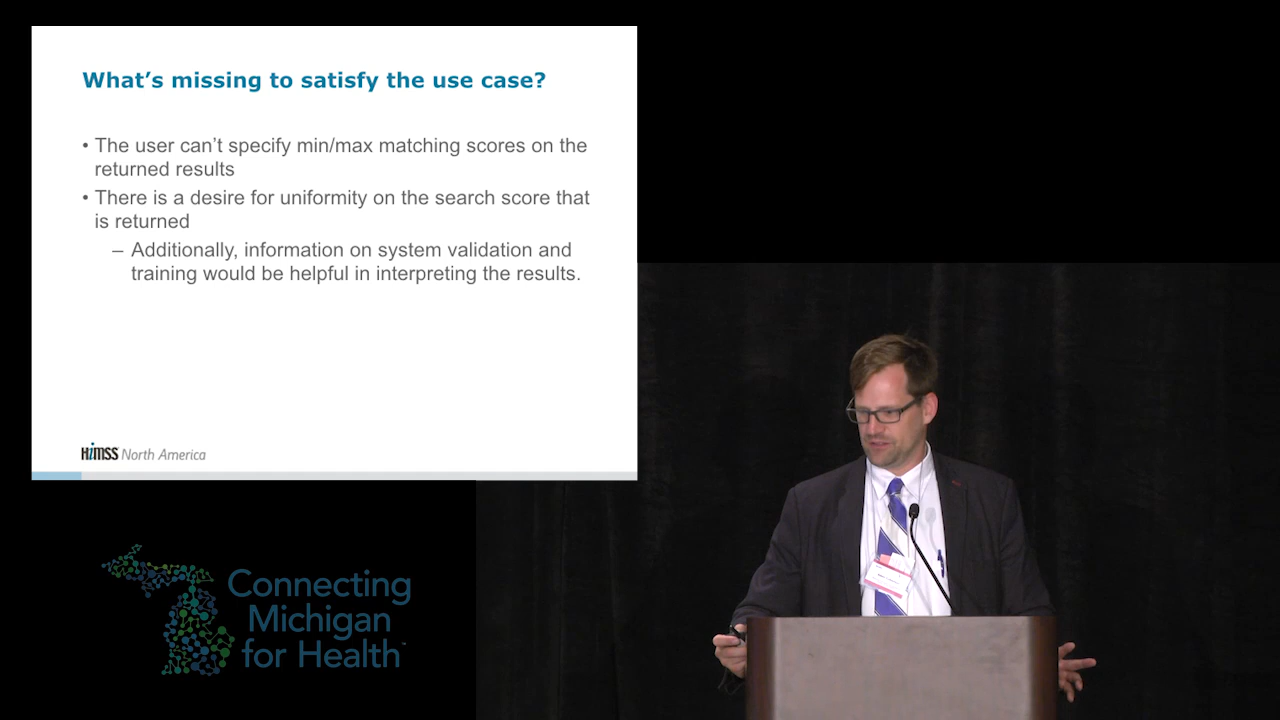 What’s missing to satisfy the use case?
• The user can’t specify min/max matching scores on the
returned results
• There is a desire for uniformity on the search score that
is returned
– Additionally, information on system validation and
training would be helpful in interpreting the results.
HiMSS North America
Connecting
Michigan
for Health™